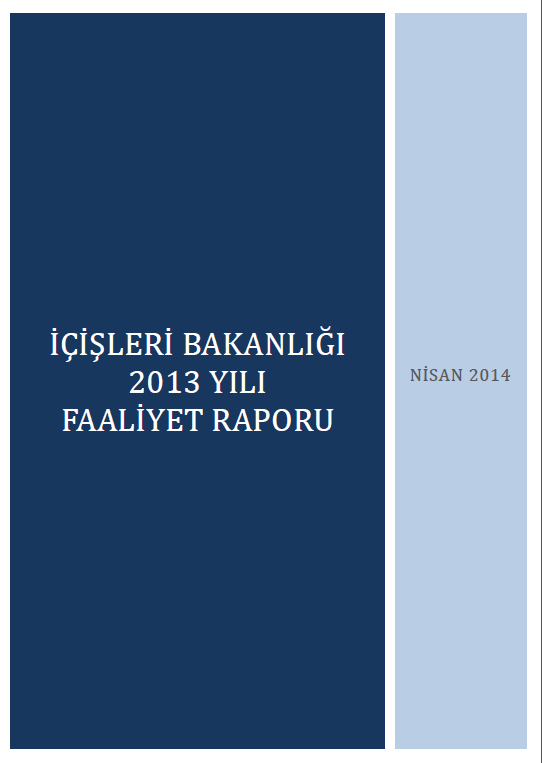 İÇİŞLERİ BAKANLIĞI
2013 YILI
FAALİYET RAPORU
NİSAN 2014